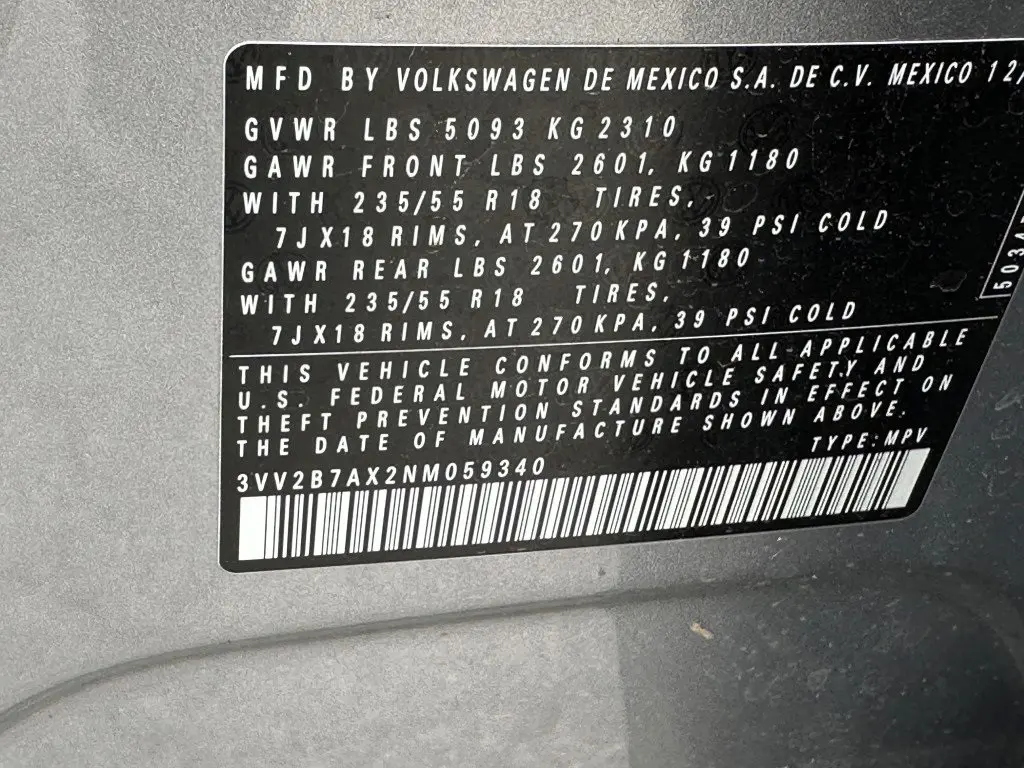 MFD BY VOLKSWAGEN DE MEXICO S.A. DE C.V. MEXICO 12/
GVWR LBS 5093 KG 2310
GAWR FRONT LBS 2601, KG 1180
WITH 235/55 R18 TIRES,
7JX18 RIMS, AT 270 KPA, 39 PSI COLD
GAWR REAR LBS 2601, KG 1180
WITH 235/55 R18 TIRES,
7JX18 RIMS, AT 270 KPA, 39 PSI COLD
5034
THIS VEHICLE CONFORMS TO ALL APPLICABLE
U.S. FEDERAL MOTOR VEHICLE SAFETY AND
THEFT PREVENTION STANDARDS IN EFFECT ON
THE DATE OF MANUFACTURE SHOWN ABOVE.
TYPE: MPV
3VV2B7AX2NM059340